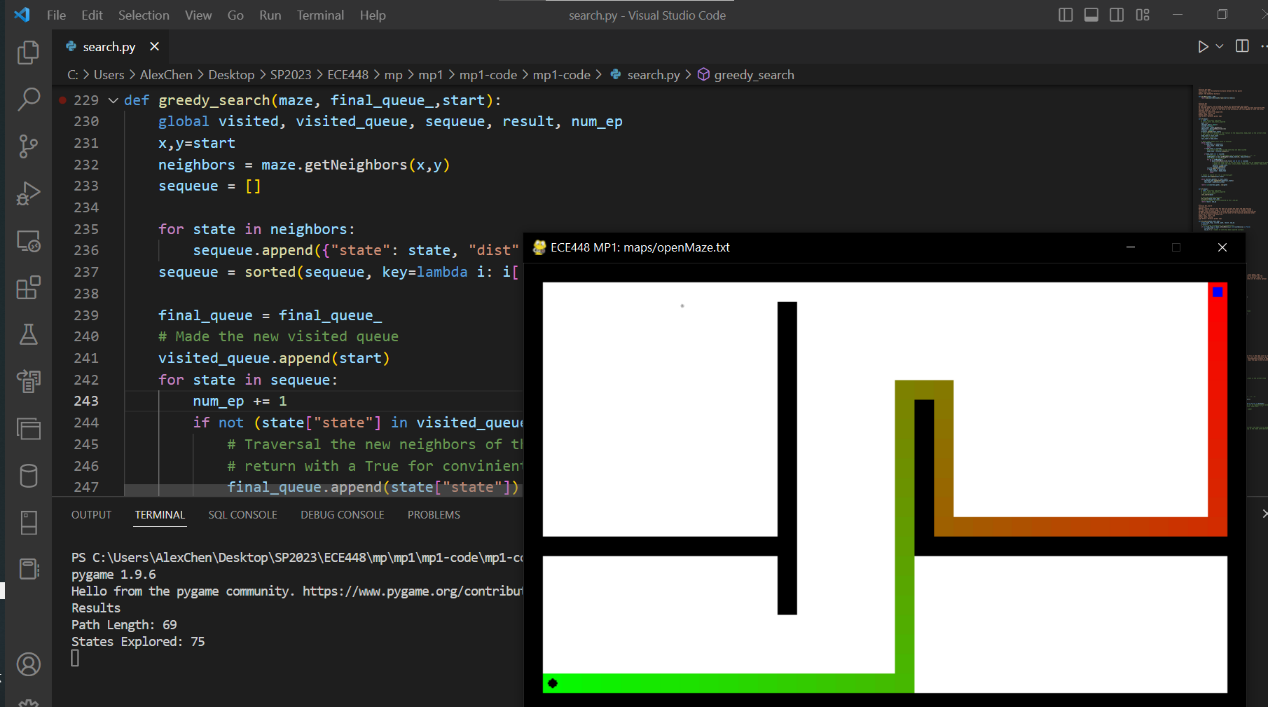 File Edit Selection View Go Run Terminal Help
search.py - Visual Studio Code
search.py
C: > Users > AlexChen > Desktop > SP2023 > ECE448 > mp > mp1 > mp1-code > mp1-code > search.py > greedy_search
229 def greedy_search(maze, final_queue_,start):
230 global visited, visited_queue, sequeue, result, num_ep
231 x,y=start
232 neighbors = maze.getNeighbors(x,y)
233 sequeue = []
234
235 for state in neighbors:
236 sequeue.append({"state": state, "dist"
237 sequeue = sorted(sequeue, key=lambda i: i[
238
239 final_queue = final_queue_
240 # Made the new visited queue
241 visited_queue.append(start)
242 for state in sequeue:
243 num_ep += 1
244 if not (state["state"] in visited_queue
245 # Traversal the new neighbors of th
246 # return with a True for convinient
247 final_queue.append(state["state"])
ECE448 MP1: maps/openMaze.txt
OUTPUT TERMINAL SQL CONSOLE DEBUG CONSOLE PROBLEMS
PS C:\Users\AlexChen\Desktop\SP2023\ECE448\mp\mp1\mp1-code\mp1-co
pygame 1.9.6
Hello from the pygame community. https://www.pygame.org/contribut
Results
Path Length: 69
States Explored: 75